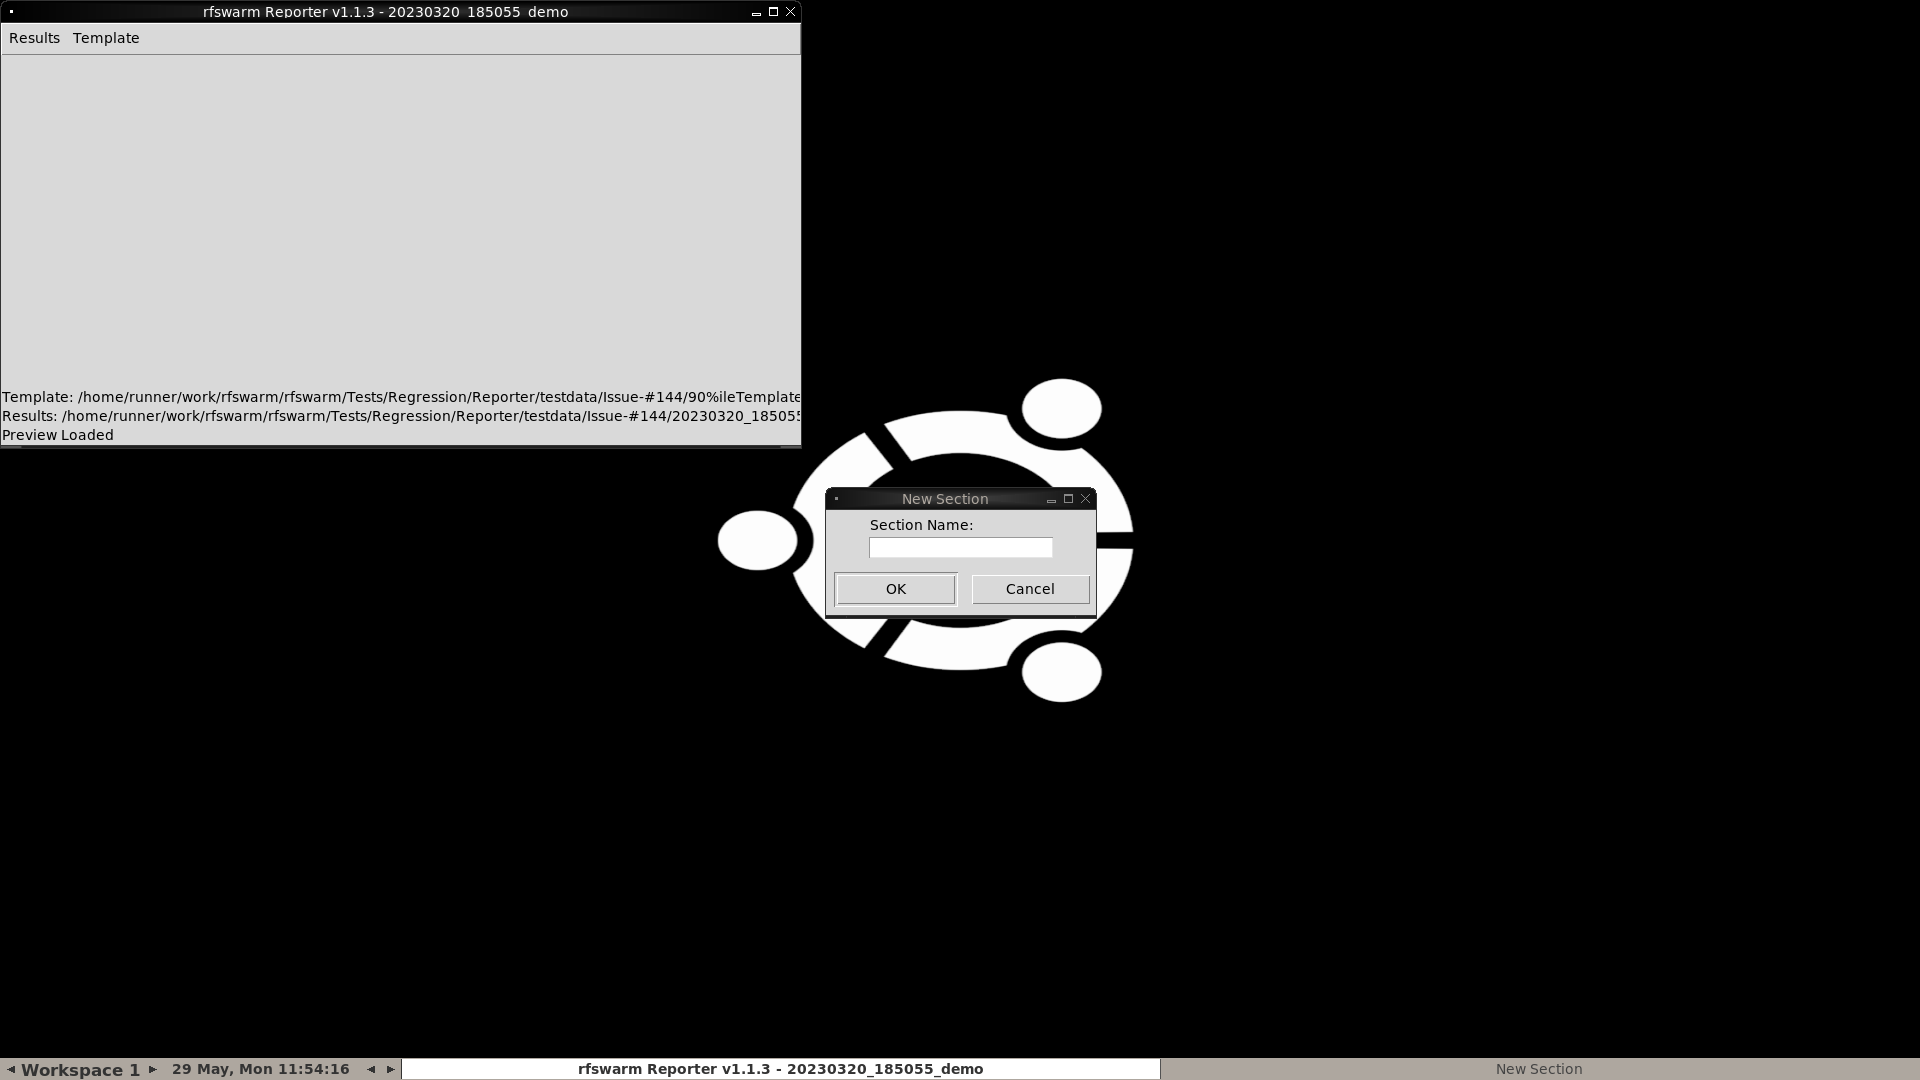 rfswarm Reporter v1.1.3 - 20230320_185055_demo
Results Template
Template: /home/runner/work/rfswarm/rfswarm/Tests/Regression/Reporter/testdata/Issue-#144/90%ileTemplate
Results: /home/runner/work/rfswarm/rfswarm/Tests/Regression/Reporter/testdata/Issue-#144/20230320_185055
Preview Loaded
New Section
Section Name:
OK Cancel
Workspace 1 29 May, Mon 11:54:16 rfswarm Reporter v1.1.3 - 20230320_185055_demo New Section